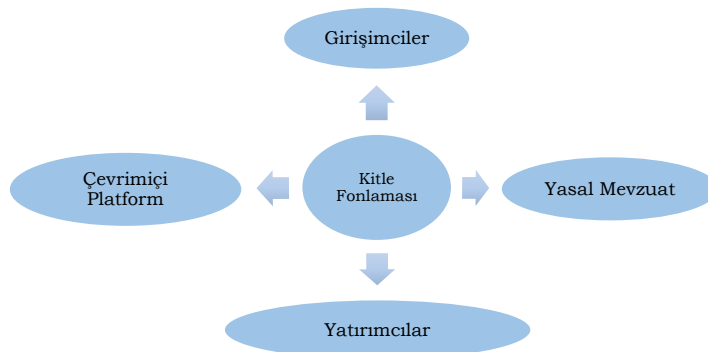 Girişimciler
Çevrimiçi
Platform
Kitle
Fonlaması
Yasal Mevzuat
Yatırımcılar